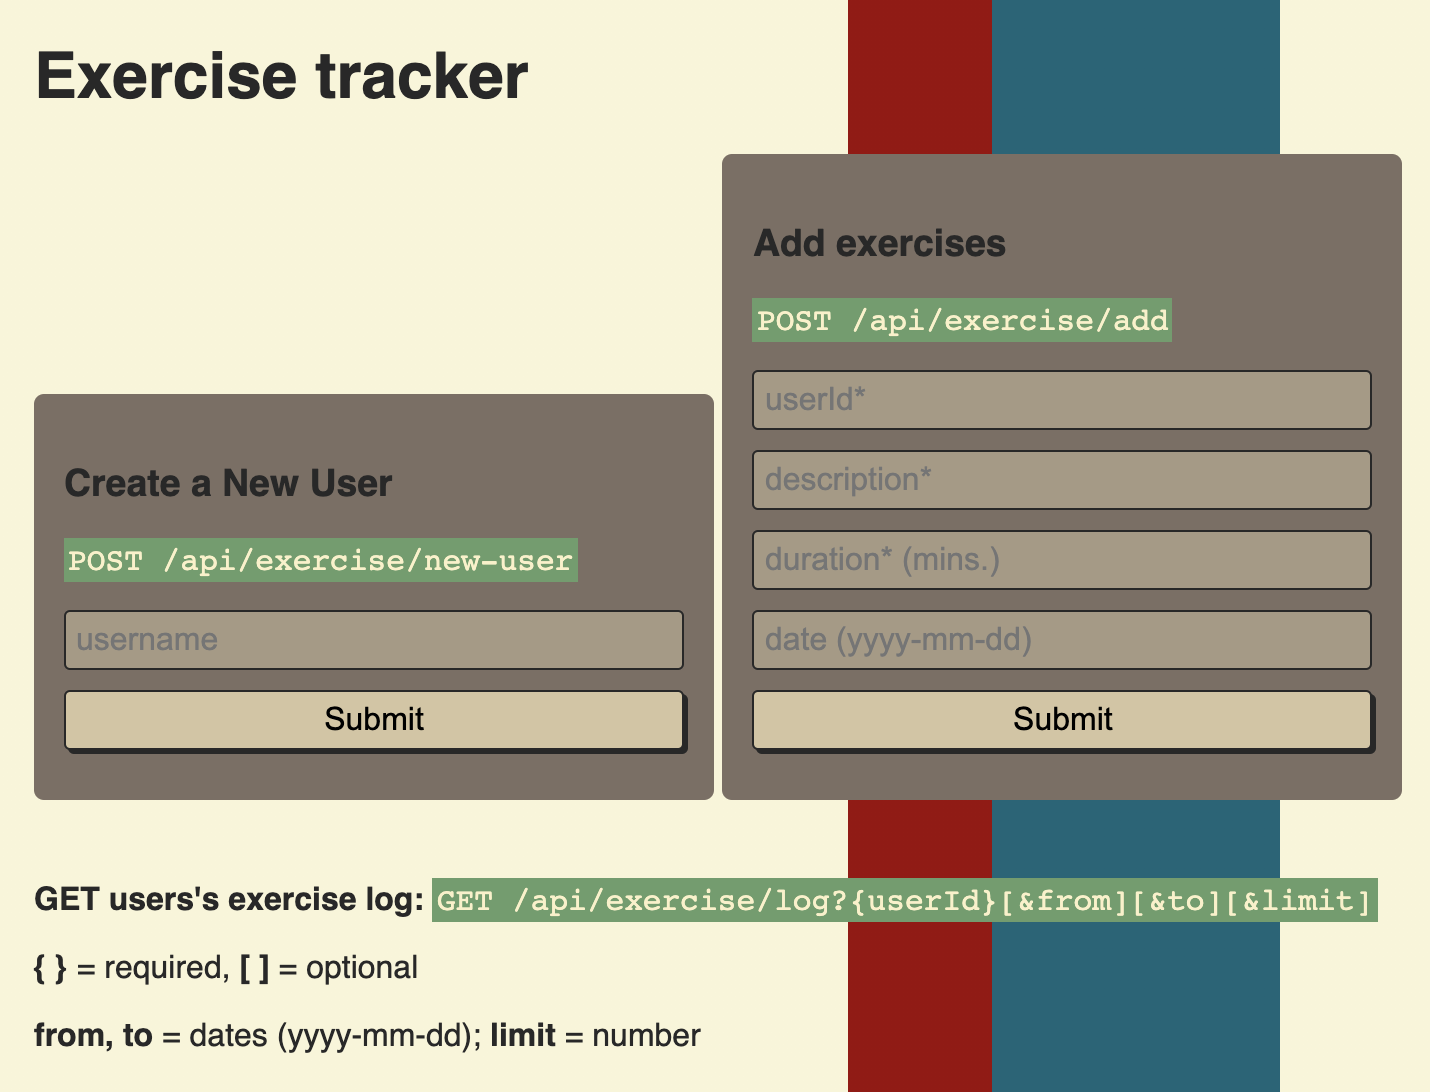 Exercise tracker
Create a New User
POST /api/exercise/new-user
username
Submit
Add exercises
POST /api/exercise/add
userId*
description*
duration* (mins.)
date (yyyy-mm-dd)
Submit
GET users's exercise log: GET /api/exercise/log?{userId}[&from][&to][&limit]
{ } = required, [ ] = optional
from, to = dates (yyyy-mm-dd); limit = number